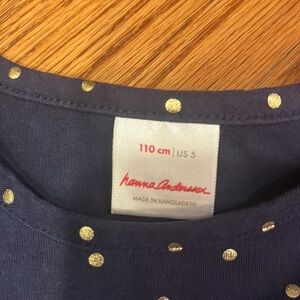 110 cm | US 5
hanna andersson
MADE IN BANGLADESH